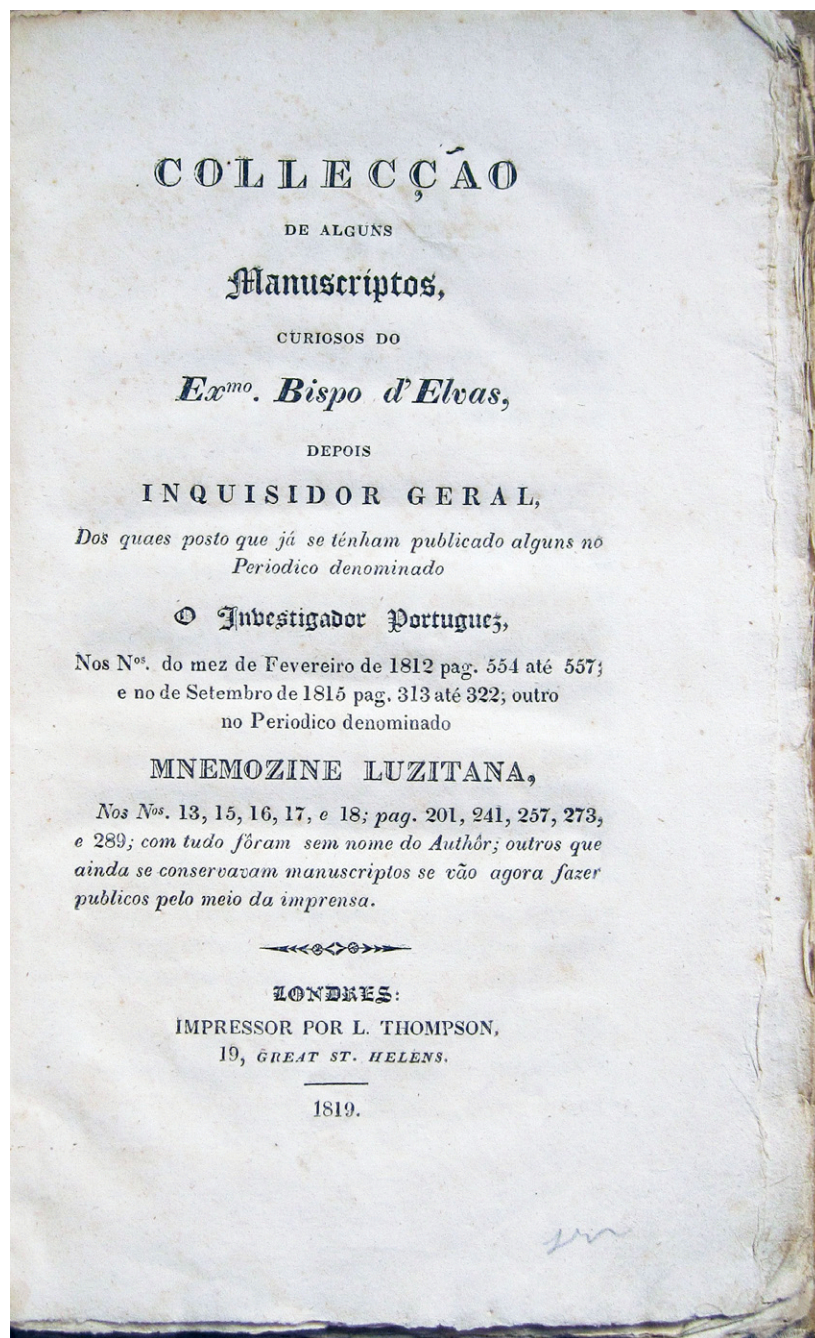 COLLECÇÃO
DE ALGUNS
Manuscriptos,
CURIOSOS DO
Exmo. Bispo d'Elvas,
DEPOIS
INQUISIDOR GERAL,
Dos quaes posto que já se ténham publicado alguns no
Periodico denominado
O Investigador Portuguez,
Nos Nos. do mez de Fevereiro de 1812 pag. 554 até 557;
e no de Setembro de 1815 pag. 313 até 322; outro
no Periodico denominado
MNEMOZINE LUZITANA,
Nos Nos. 13, 15, 16, 17, e 18; pag. 201, 241, 257, 273,
e 289; com tudo fôram sem nome do Authôr; outros que
ainda se conservavam manuscriptos se vão agora fazer
publicos pelo meio da imprensa.
LONDRES:
IMPRESSOR POR L. THOMPSON,
19, GREAT ST. HELENS.
1819.